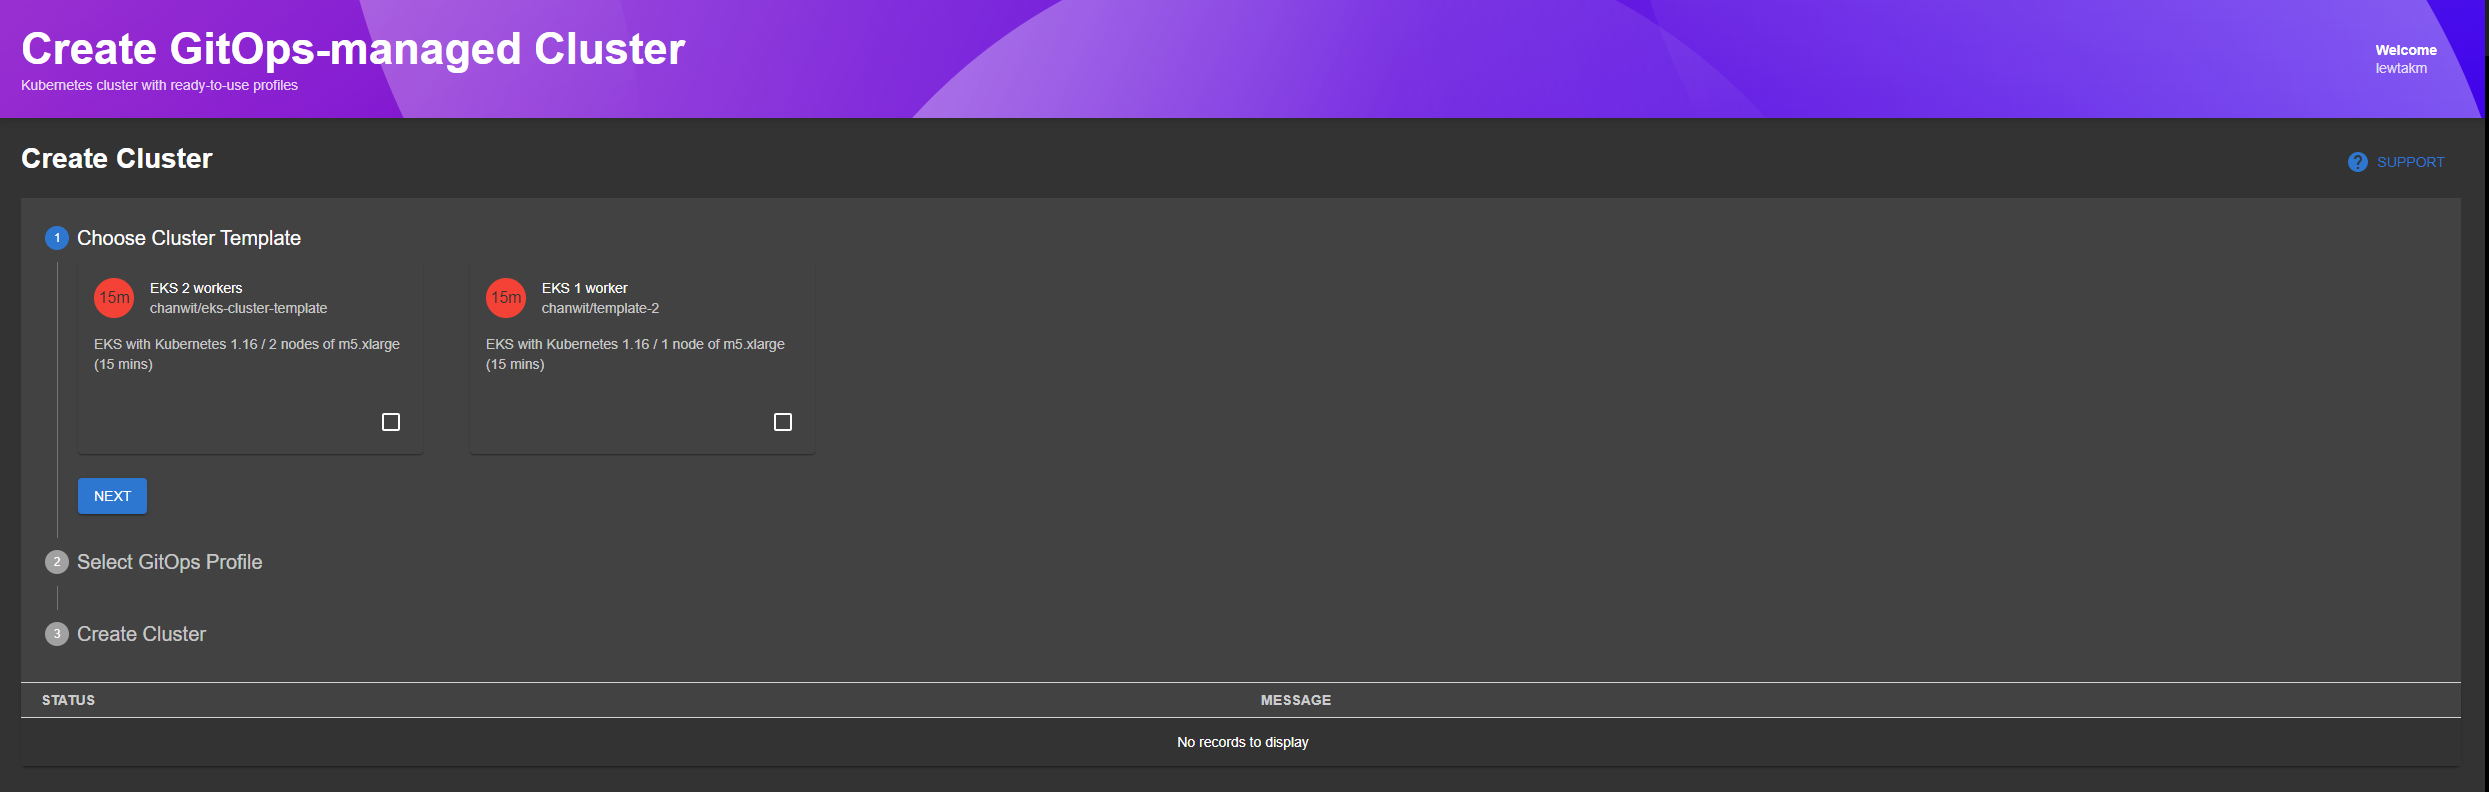 Create GitOps-managed Cluster
Kubernetes cluster with ready-to-use profiles
Welcome
lewtakm
Create Cluster
SUPPORT
1 Choose Cluster Template
15m
EKS 2 workers
chanwit/eks-cluster-template
EKS with Kubernetes 1.16 / 2 nodes of m5.xlarge
(15 mins)
15m
EKS 1 worker
chanwit/template-2
EKS with Kubernetes 1.16 / 1 node of m5.xlarge
(15 mins)
NEXT
2 Select GitOps Profile
3 Create Cluster
STATUS MESSAGE
No records to display